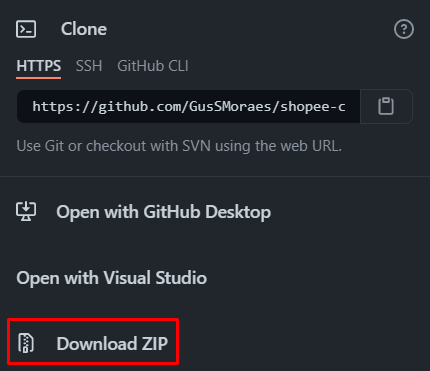 Clone
HTTPS SSH GitHub CLI
https://github.com/GusSMoraes/shopee-c
Use Git or checkout with SVN using the web URL.
Open with GitHub Desktop
Open with Visual Studio
Download ZIP